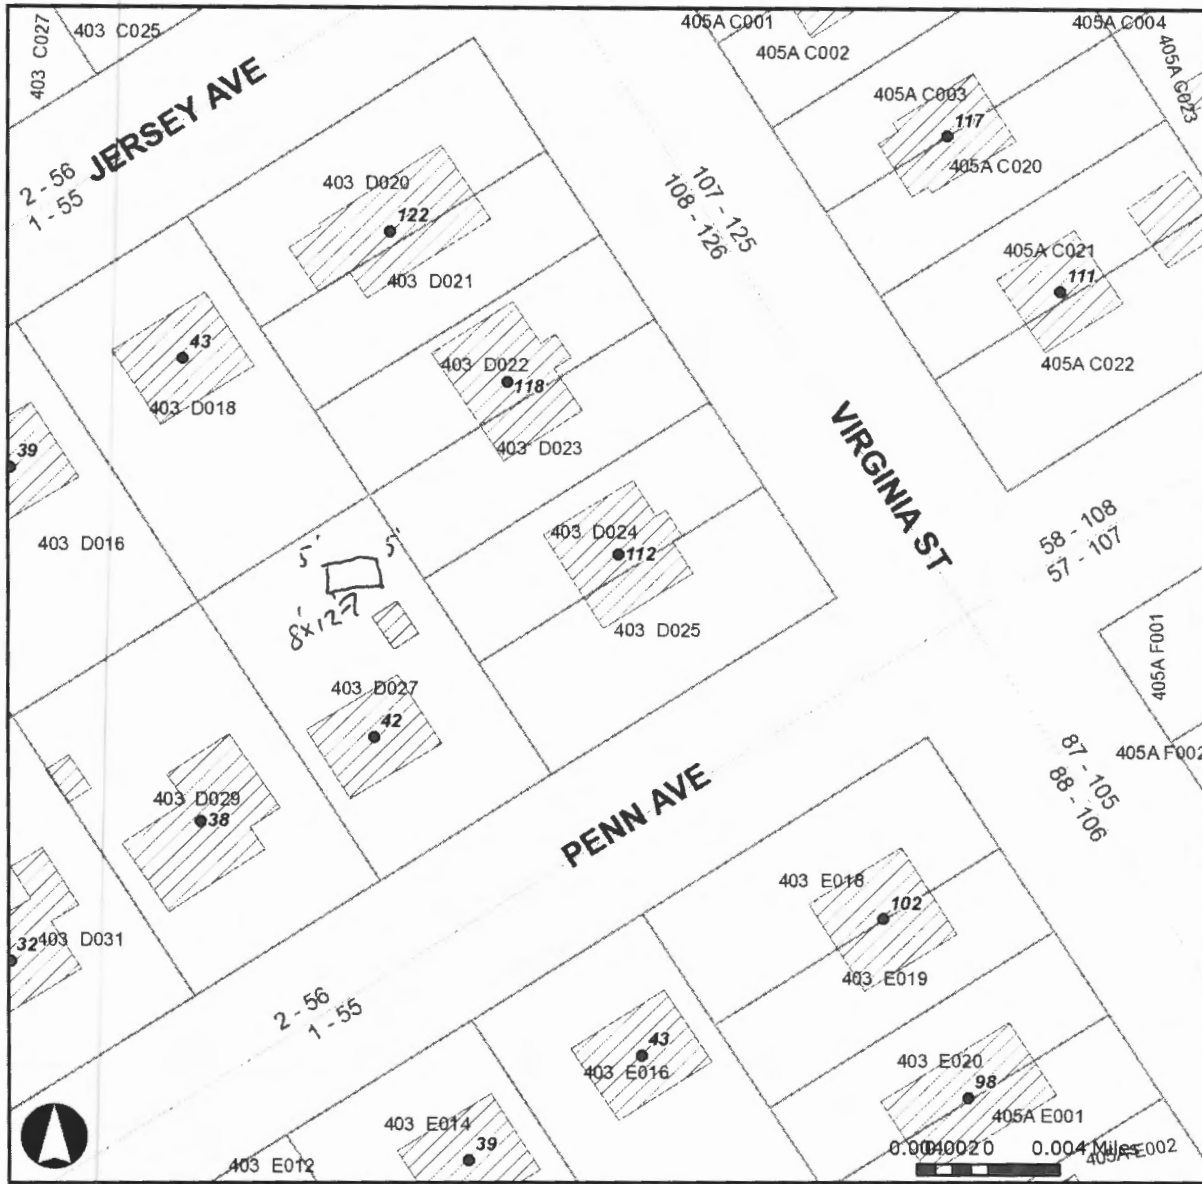 403 C027
403 C025
JERSEY AVE
2 - 56
1 - 55
405A C001
405A C002
405A C004
405A C023
405A C003
117
405A C020
403 D020
122
403 D021
107 - 125
108 - 126
405A C021
111
405A C022
43
403 D018
403 D022
118
403 D023
39
403 D016
VIRGINIA ST
403 D024
112
403 D025
58 - 108
57 - 107
5'
5'
8'x12'
403 D027
42
405A F001
405A F002
403 D029
38
PENN AVE
87 - 105
88 - 106
32
403 D031
2 - 56
1 - 55
403 E018
102
403 E019
43
403 E016
403 E020
98
405A E001
403 E014
39
403 E012
0.004 Miles
405A E002